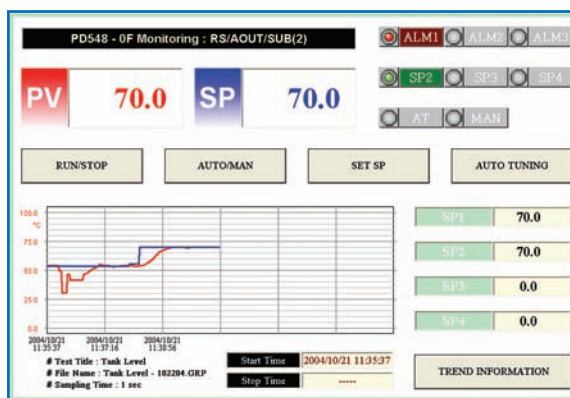 PD548 - 0F Monitoring : RS/AOUT/SUB(2)
ALM1 ALM2 ALM3
PV 70.0 SP 70.0
SP2 SP3 SP4
AT MAN
RUN/STOP AUTO/MAN SET SP AUTO TUNING
100.0
°C
75.0
50.0
25.0
0.0
2004/10/21 2004/10/21 2004/10/21
11:35:37 11:37:16 11:38:56
SP1 70.0
SP2 70.0
SP3 0.0
SP4 0.0
# Test Title : Tank Level
# File Name : Tank Level - 102204.GRP
# Sampling Time : 1 sec
Start Time 2004/10/21 11:35:37
Stop Time -----
TREND INFORMATION